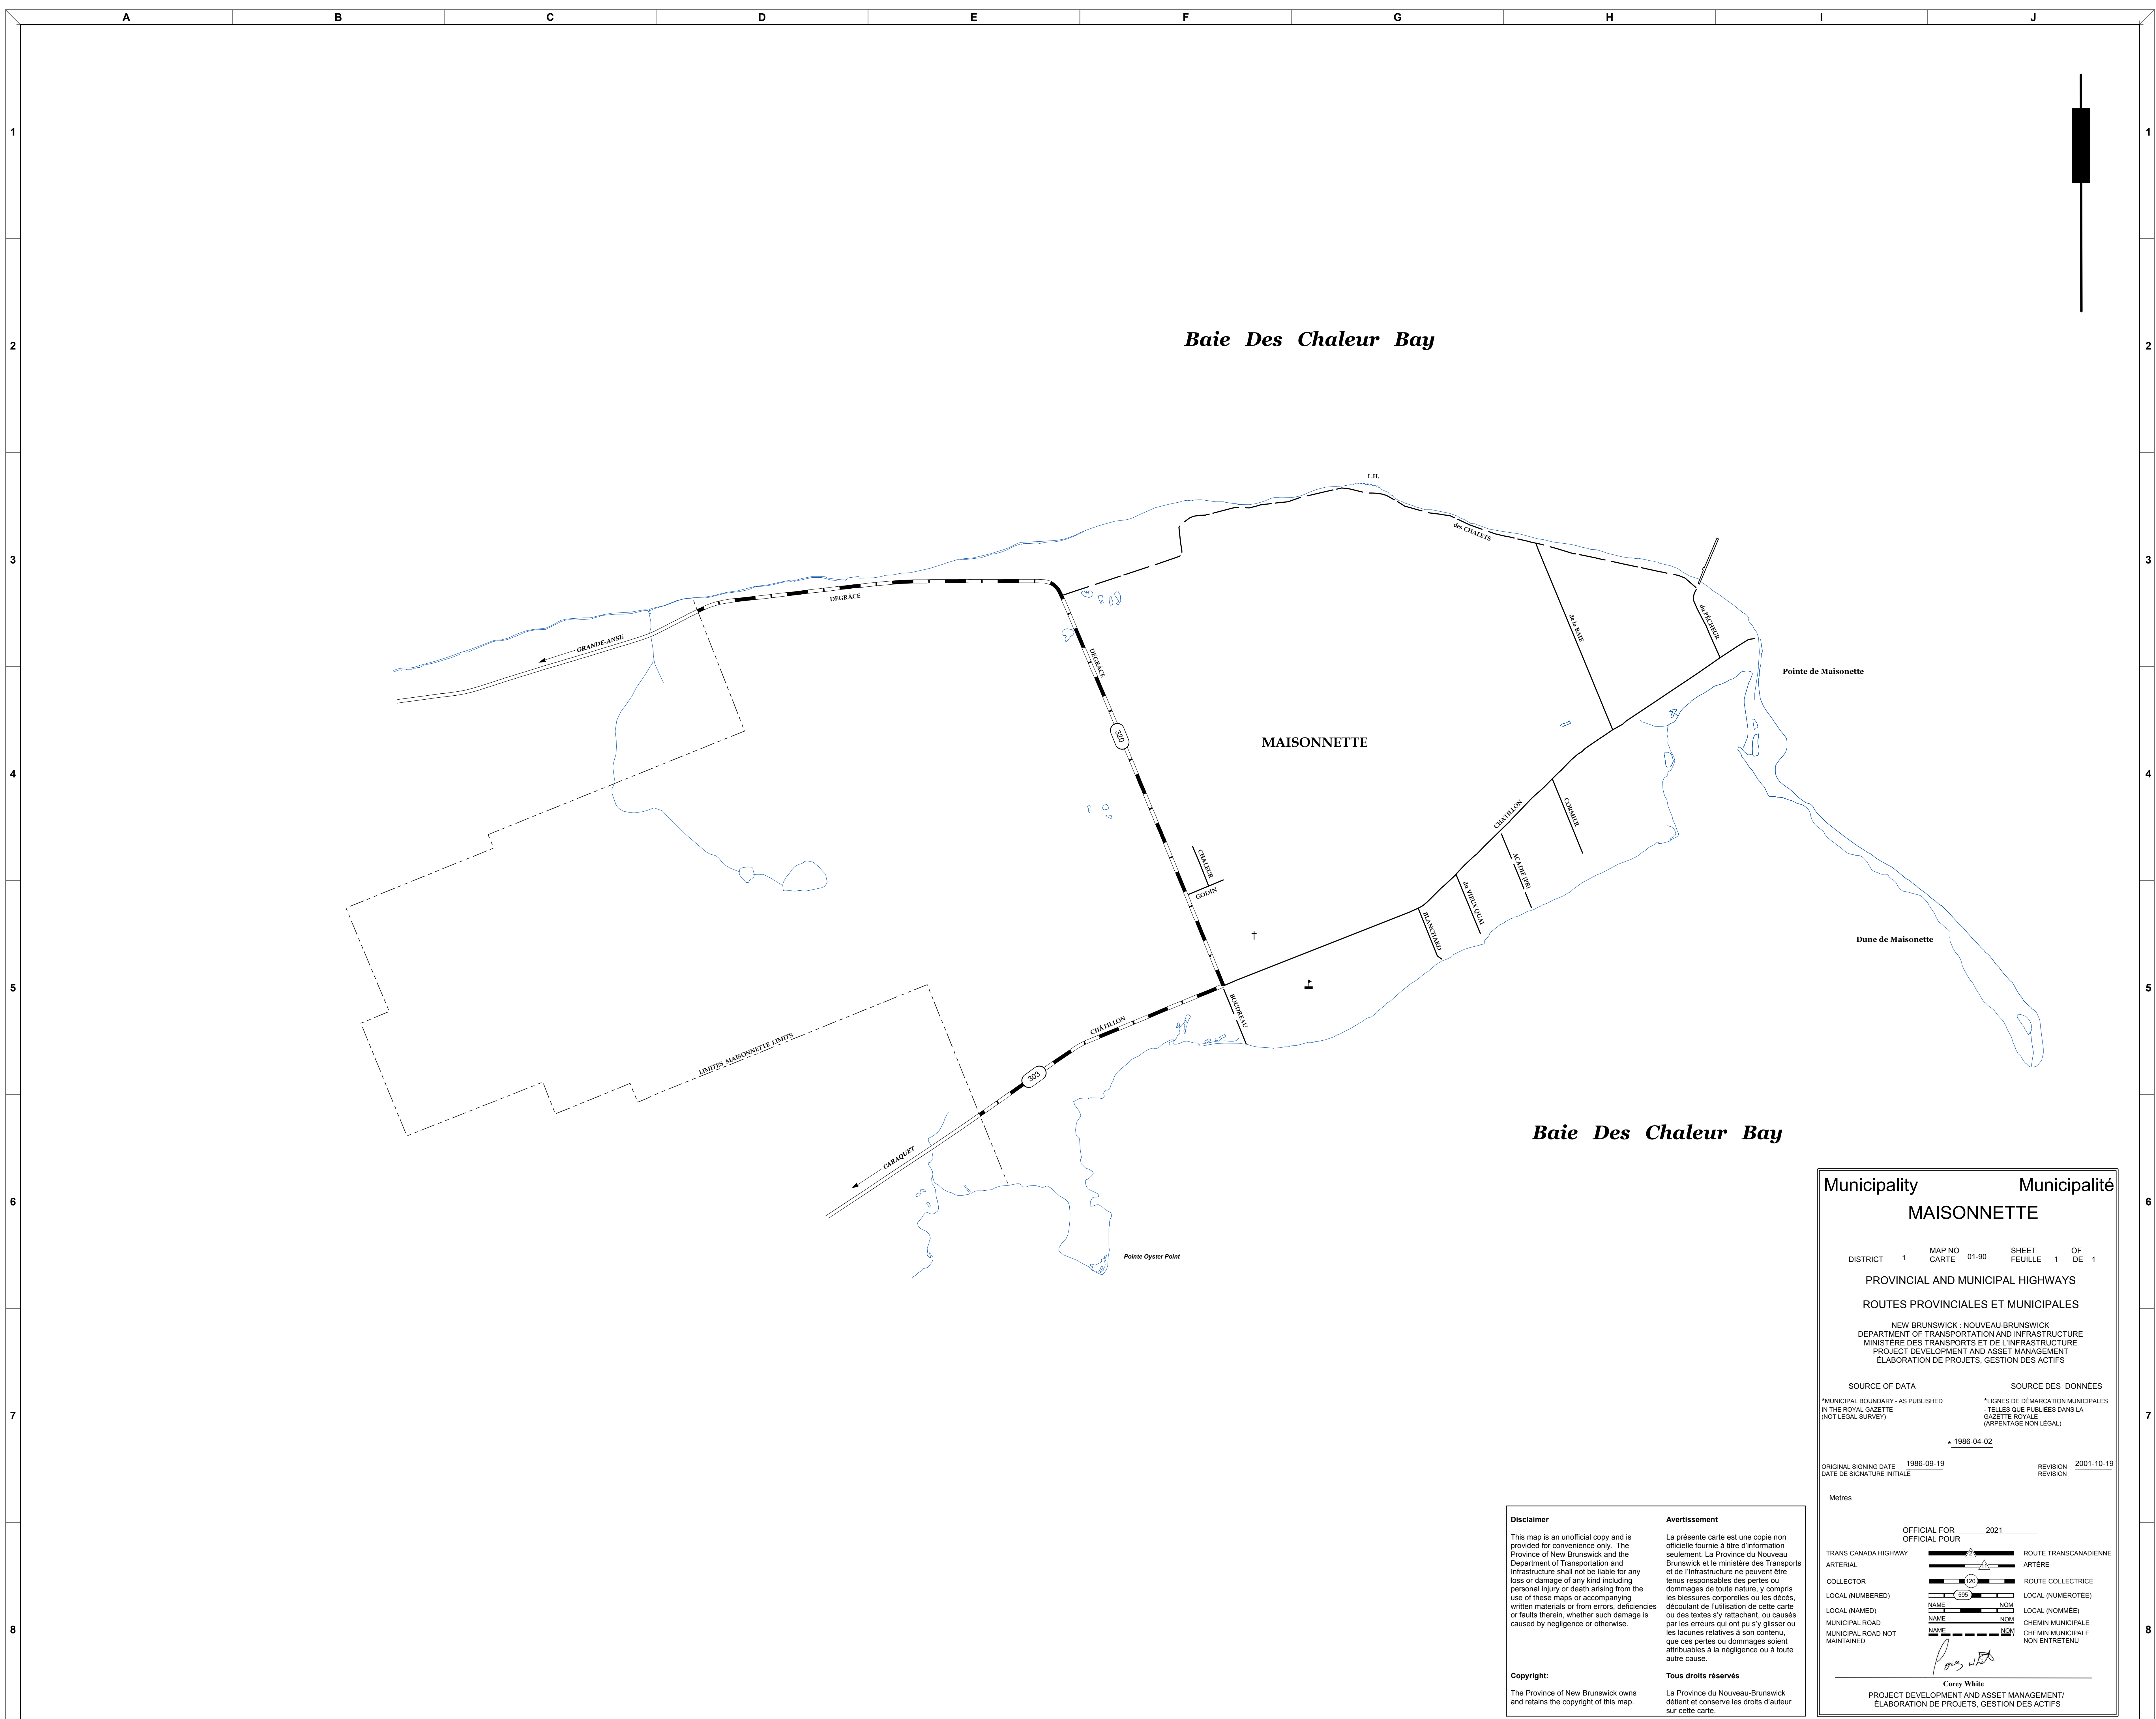 A B C D E F G H I J
1 1
2 2
3 3
4 4
5 5
6 6
7 7
8 8
Baie Des Chaleur Bay
L.H.
des CHALETS
DEGRÂCE
GRANDE-ANSE
de la BAIE
du PÊCHEUR
DEGRÂCE
Pointe de Maisonette
320
MAISONNETTE
CHATILLON
CORMIER
CHALEUR
GODIN
ACADIE (PR)
du VIEUX QUAI
BLANCHARD
Dune de Maisonette
BOUDREAU
CHÂTILLON
LIMITES MAISONNETTE LIMITS
303
CARAQUET
Baie Des Chaleur Bay
Pointe Oyster Point
Municipality Municipalité
MAISONNETTE
DISTRICT 1
MAP NO
CARTE 01-90
SHEET OF
FEUILLE 1 DE 1
PROVINCIAL AND MUNICIPAL HIGHWAYS
ROUTES PROVINCIALES ET MUNICIPALES
NEW BRUNSWICK : NOUVEAU-BRUNSWICK
DEPARTMENT OF TRANSPORTATION AND INFRASTRUCTURE
MINISTÈRE DES TRANSPORTS ET DE L'INFRASTRUCTURE
PROJECT DEVELOPMENT AND ASSET MANAGEMENT
ÉLABORATION DE PROJETS, GESTION DES ACTIFS
SOURCE OF DATA
*MUNICIPAL BOUNDARY - AS PUBLISHED
IN THE ROYAL GAZETTE
(NOT LEGAL SURVEY)
SOURCE DES DONNÉES
*LIGNES DE DÉMARCATION MUNICIPALES
- TELLES QUE PUBLIÉES DANS LA
GAZETTE ROYALE
(ARPENTAGE NON LÉGAL)
* 1986-04-02
ORIGINAL SIGNING DATE 1986-09-19
DATE DE SIGNATURE INITIALE
REVISION 2001-10-19
REVISION
Metres
OFFICIAL FOR 2021
OFFICIAL POUR
TRANS CANADA HIGHWAY 2 ROUTE TRANSCANADIENNE
ARTERIAL 11 ARTÈRE
COLLECTOR 120 ROUTE COLLECTRICE
LOCAL (NUMBERED) 595 LOCAL (NUMÉROTÉE)
LOCAL (NAMED) NAME NOM LOCAL (NOMMÉE)
MUNICIPAL ROAD NAME NOM CHEMIN MUNICIPALE
MUNICIPAL ROAD NOT NAME NOM CHEMIN MUNICIPALE
MAINTAINED NON ENTRETENU
Corey White
PROJECT DEVELOPMENT AND ASSET MANAGEMENT/
ÉLABORATION DE PROJETS, GESTION DES ACTIFS
Disclaimer
This map is an unofficial copy and is
provided for convenience only. The
Province of New Brunswick and the
Department of Transportation and
Infrastructure shall not be liable for any
loss or damage of any kind including
personal injury or death arising from the
use of these maps or accompanying
written materials or from errors, deficiencies
or faults therein, whether such damage is
caused by negligence or otherwise.
Copyright:
The Province of New Brunswick owns
and retains the copyright of this map.
Avertissement
La présente carte est une copie non
officielle fournie à titre d'information
seulement. La Province du Nouveau
Brunswick et le ministère des Transports
et de l'Infrastructure ne peuvent être
tenus responsables des pertes ou
dommages de toute nature, y compris
les blessures corporelles ou les décès,
découlant de l'utilisation de cette carte
ou des textes s'y rattachant, ou causés
par les erreurs qui ont pu s'y glisser ou
les lacunes relatives à son contenu,
que ces pertes ou dommages soient
attribuables à la négligence ou à toute
autre cause.
Tous droits réservés
La Province du Nouveau-Brunswick
détient et conserve les droits d'auteur
sur cette carte.